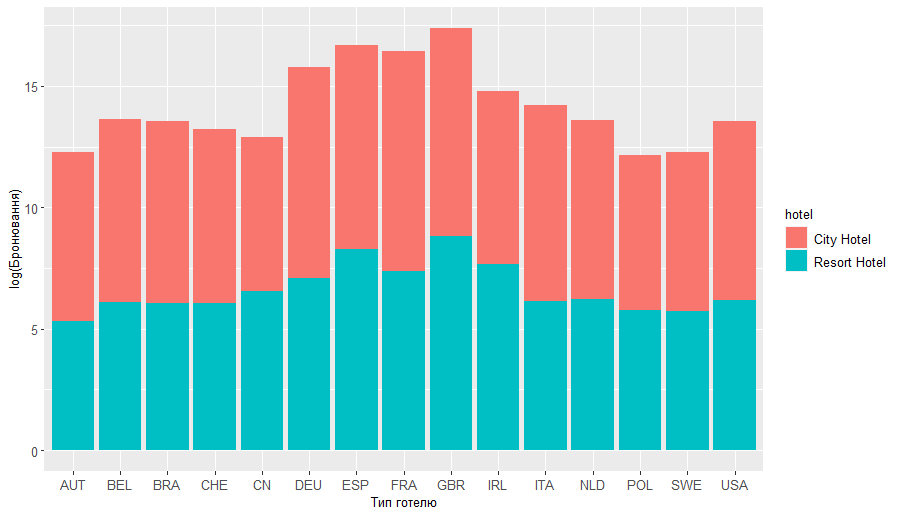 15
10
5
0
log(Бронювання)
AUT BEL BRA CHE CN DEU ESP FRA GBR IRL ITA NLD POL SWE USA
Тип готелю
hotel
City Hotel
Resort Hotel